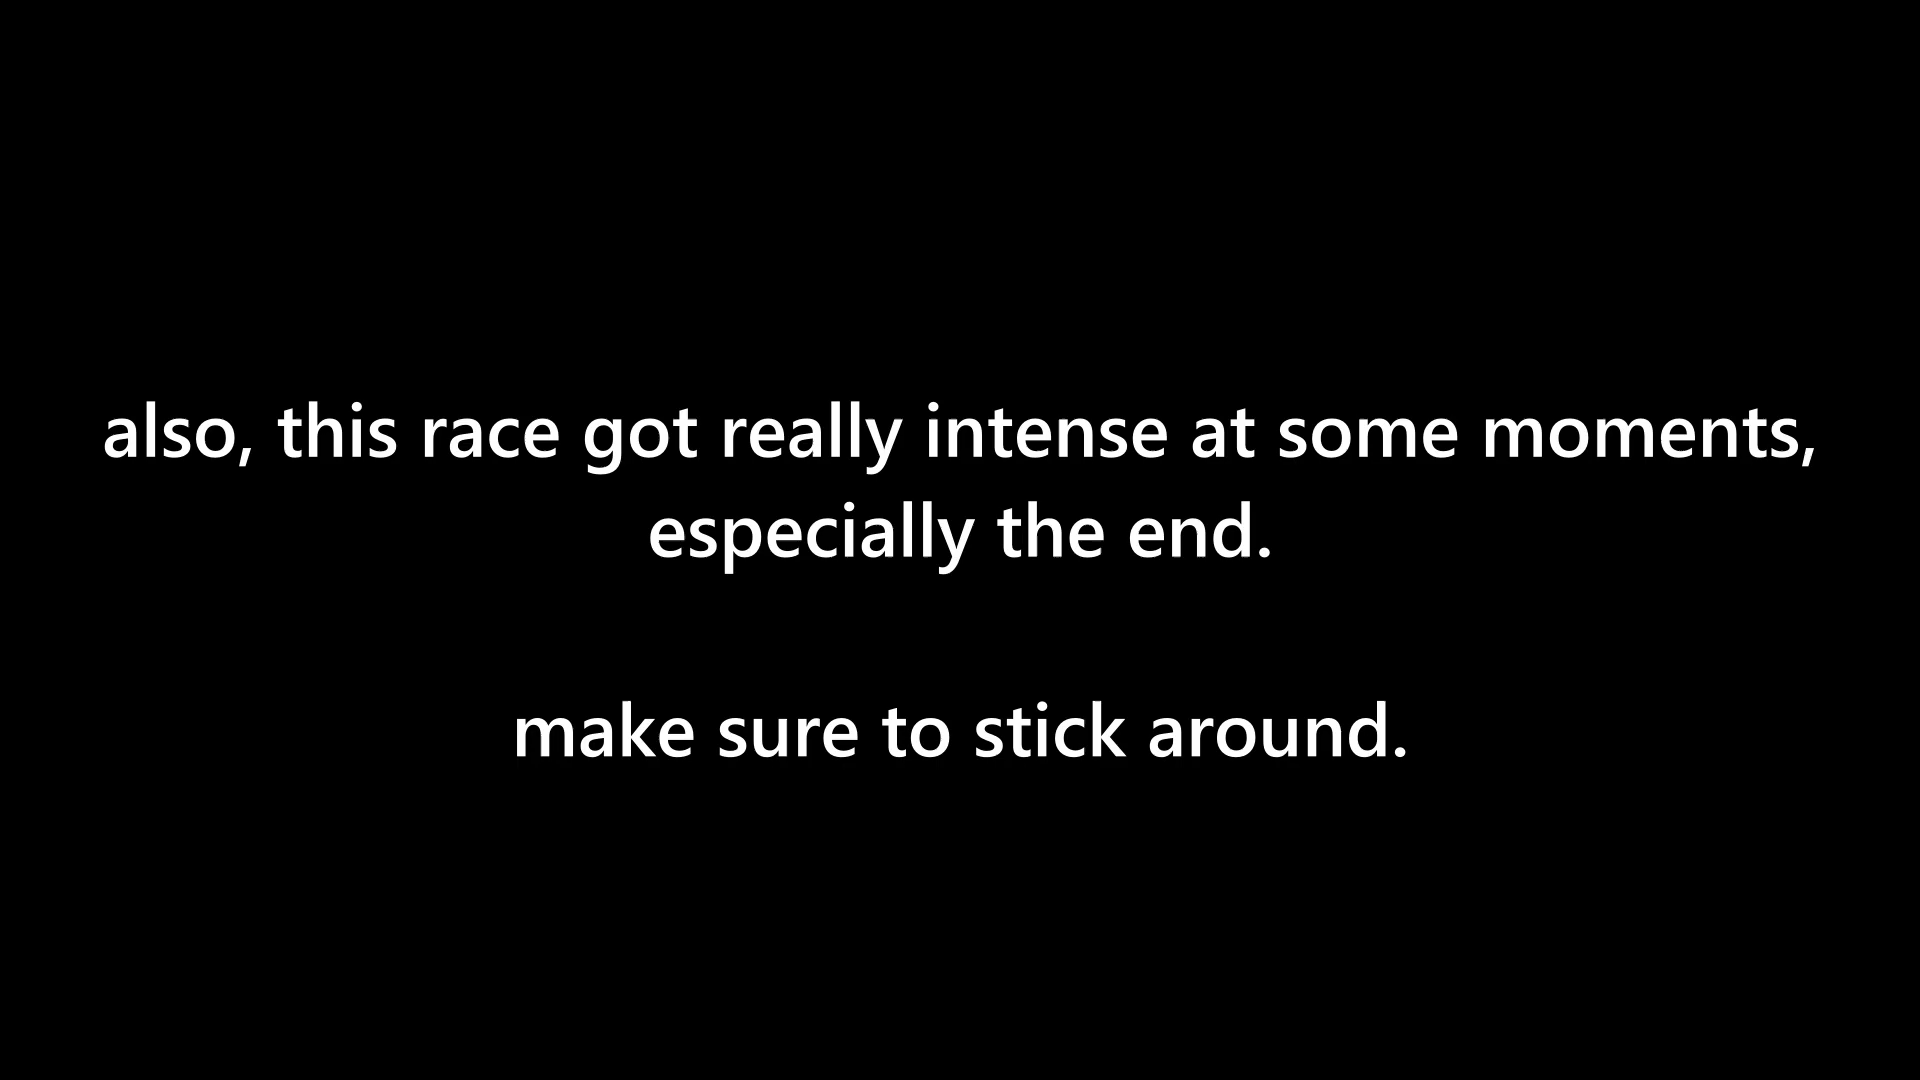 also, this race got really intense at some moments,
especially the end.
make sure to stick around.